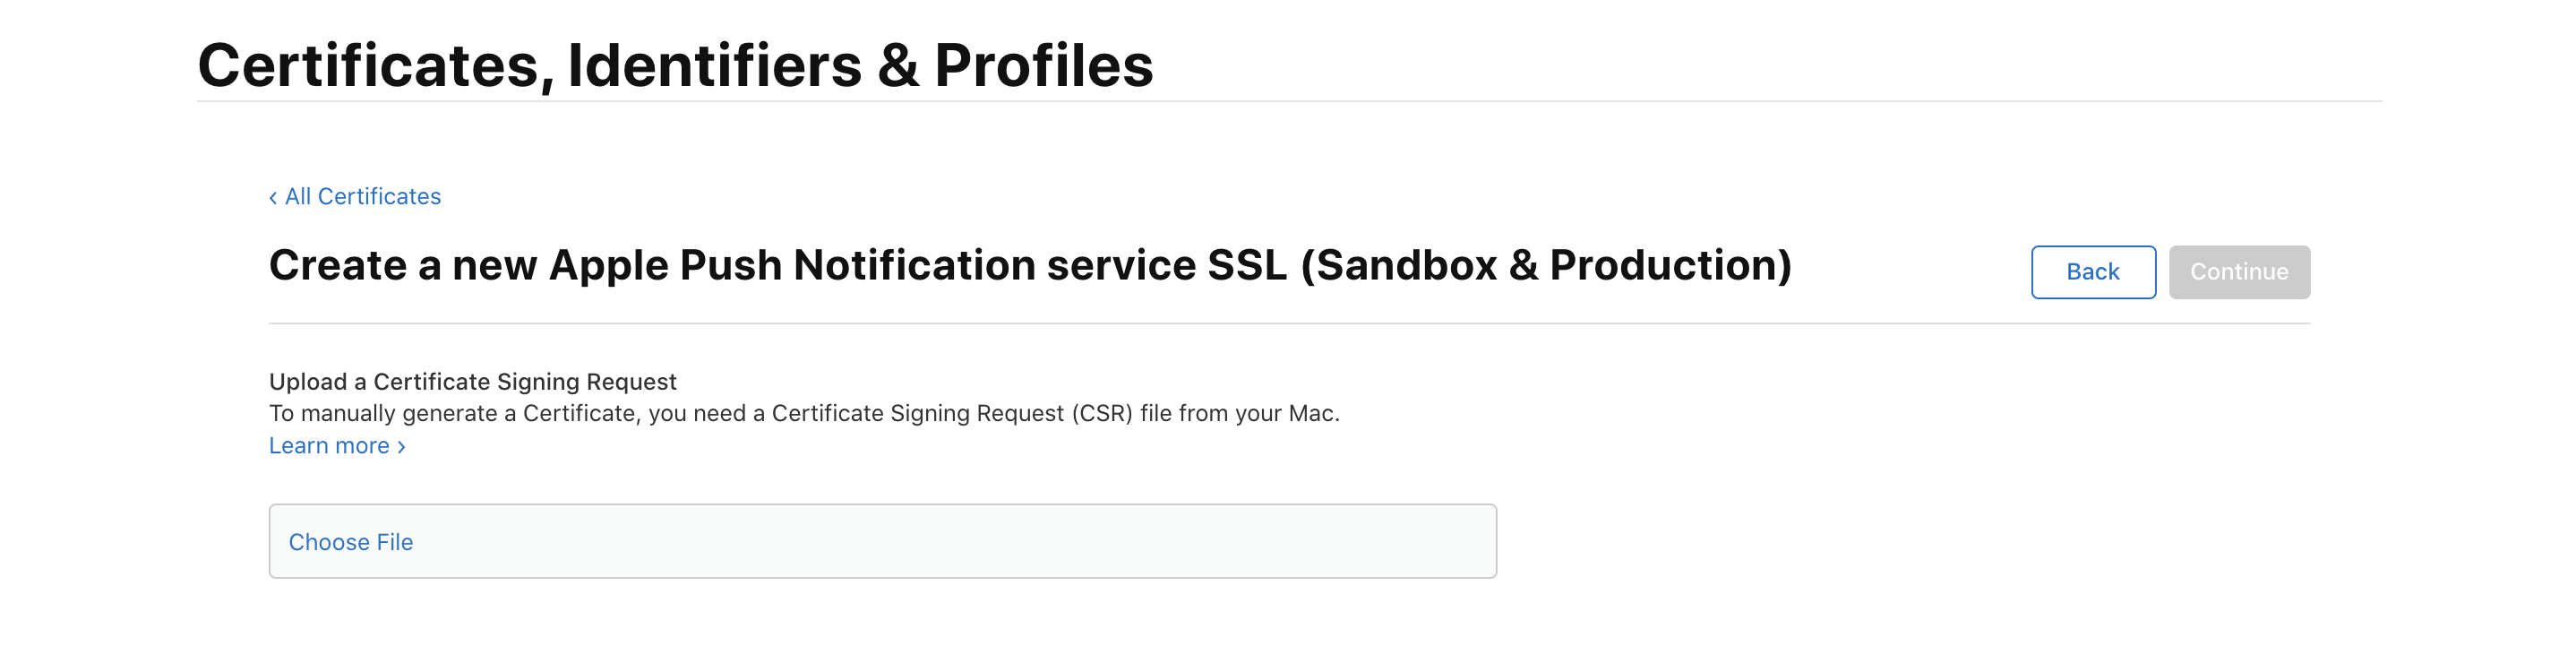 Certificates, Identifiers & Profiles
‹ All Certificates
Create a new Apple Push Notification service SSL (Sandbox & Production)
Back
Continue
Upload a Certificate Signing Request
To manually generate a Certificate, you need a Certificate Signing Request (CSR) file from your Mac.
Learn more ›
Choose File